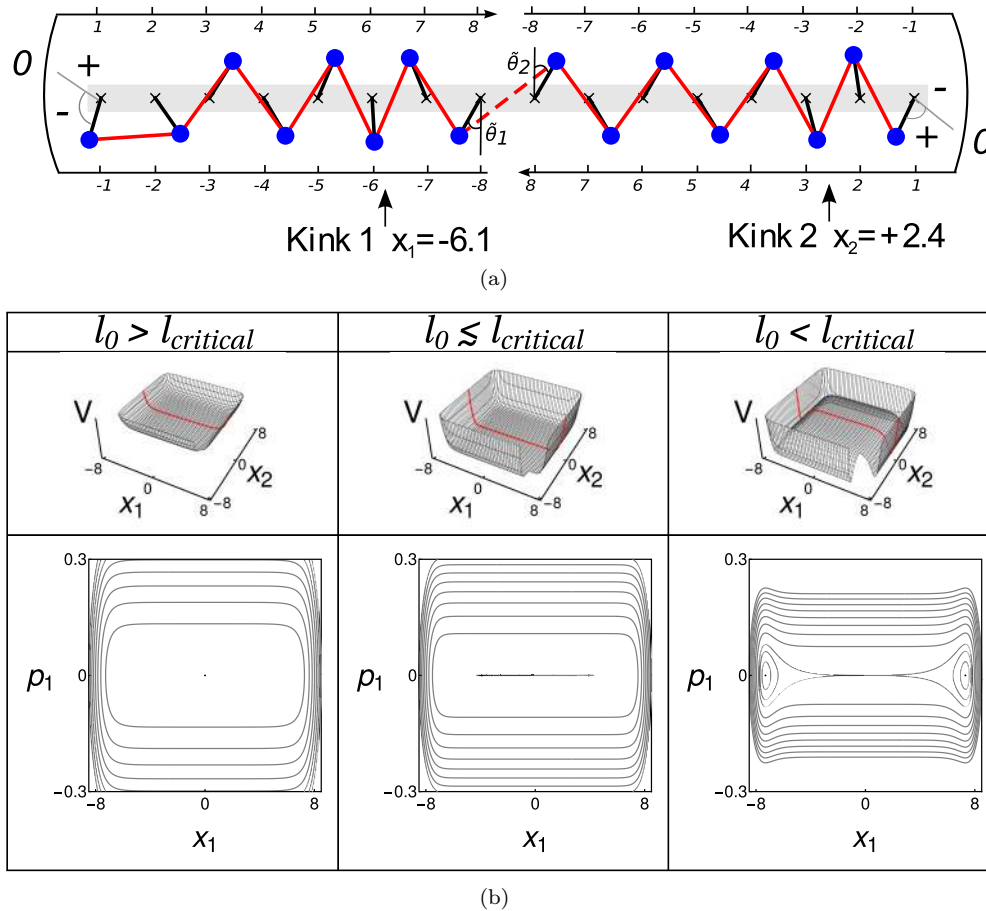 1 2 3 4 5 6 7 8 -8 -7 -6 -5 -4 -3 -2 -1
0 + - θ̃2 θ̃1 - + 0
-1 -2 -3 -4 -5 -6 -7 -8 8 7 6 5 4 3 2 1
Kink 1 x1=-6.1 Kink 2 x2=+2.4
(a)
l0 > lcritical l0 ≲ lcritical l0 < lcritical
V -8 0 8 x1 -8 0 8 x2
V -8 0 8 x1 -8 0 8 x2
V -8 0 8 x1 -8 0 8 x2
0.3 p1 0 -0.3 -8 0 8 x1
0.3 p1 0 -0.3 -8 0 8 x1
0.3 p1 0 -0.3 -8 0 8 x1
(b)